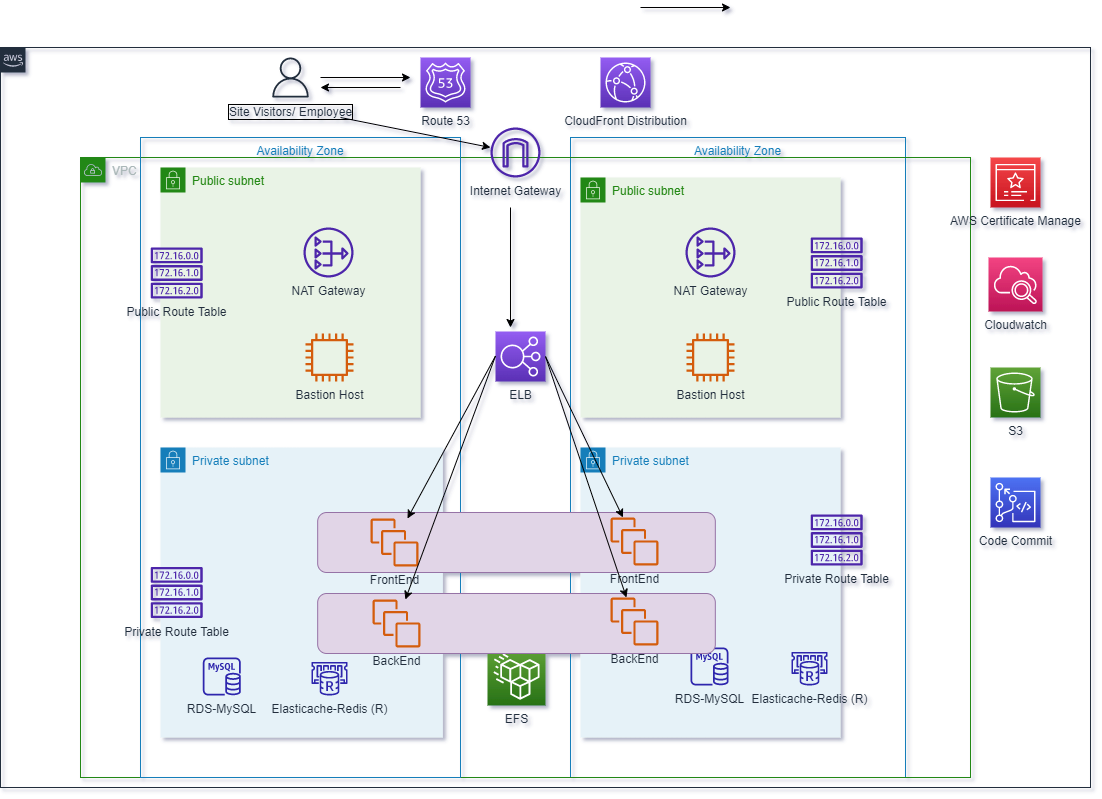 aws
53
Site Visitors/ Employee
Route 53
CloudFront Distribution
Availability Zone
Availability Zone
VPC
Public subnet
Internet Gateway
Public subnet
AWS Certificate Manage
172.16.0.0
172.16.1.0
172.16.2.0
Public Route Table
NAT Gateway
NAT Gateway
172.16.0.0
172.16.1.0
172.16.2.0
Public Route Table
Cloudwatch
Bastion Host
ELB
Bastion Host
S3
Private subnet
Private subnet
Code Commit
FrontEnd
FrontEnd
172.16.0.0
172.16.1.0
172.16.2.0
Private Route Table
172.16.0.0
172.16.1.0
172.16.2.0
Private Route Table
BackEnd
BackEnd
MySQL
RDS-MySQL
R
Elasticache-Redis (R)
EFS
MySQL
RDS-MySQL
R
Elasticache-Redis (R)